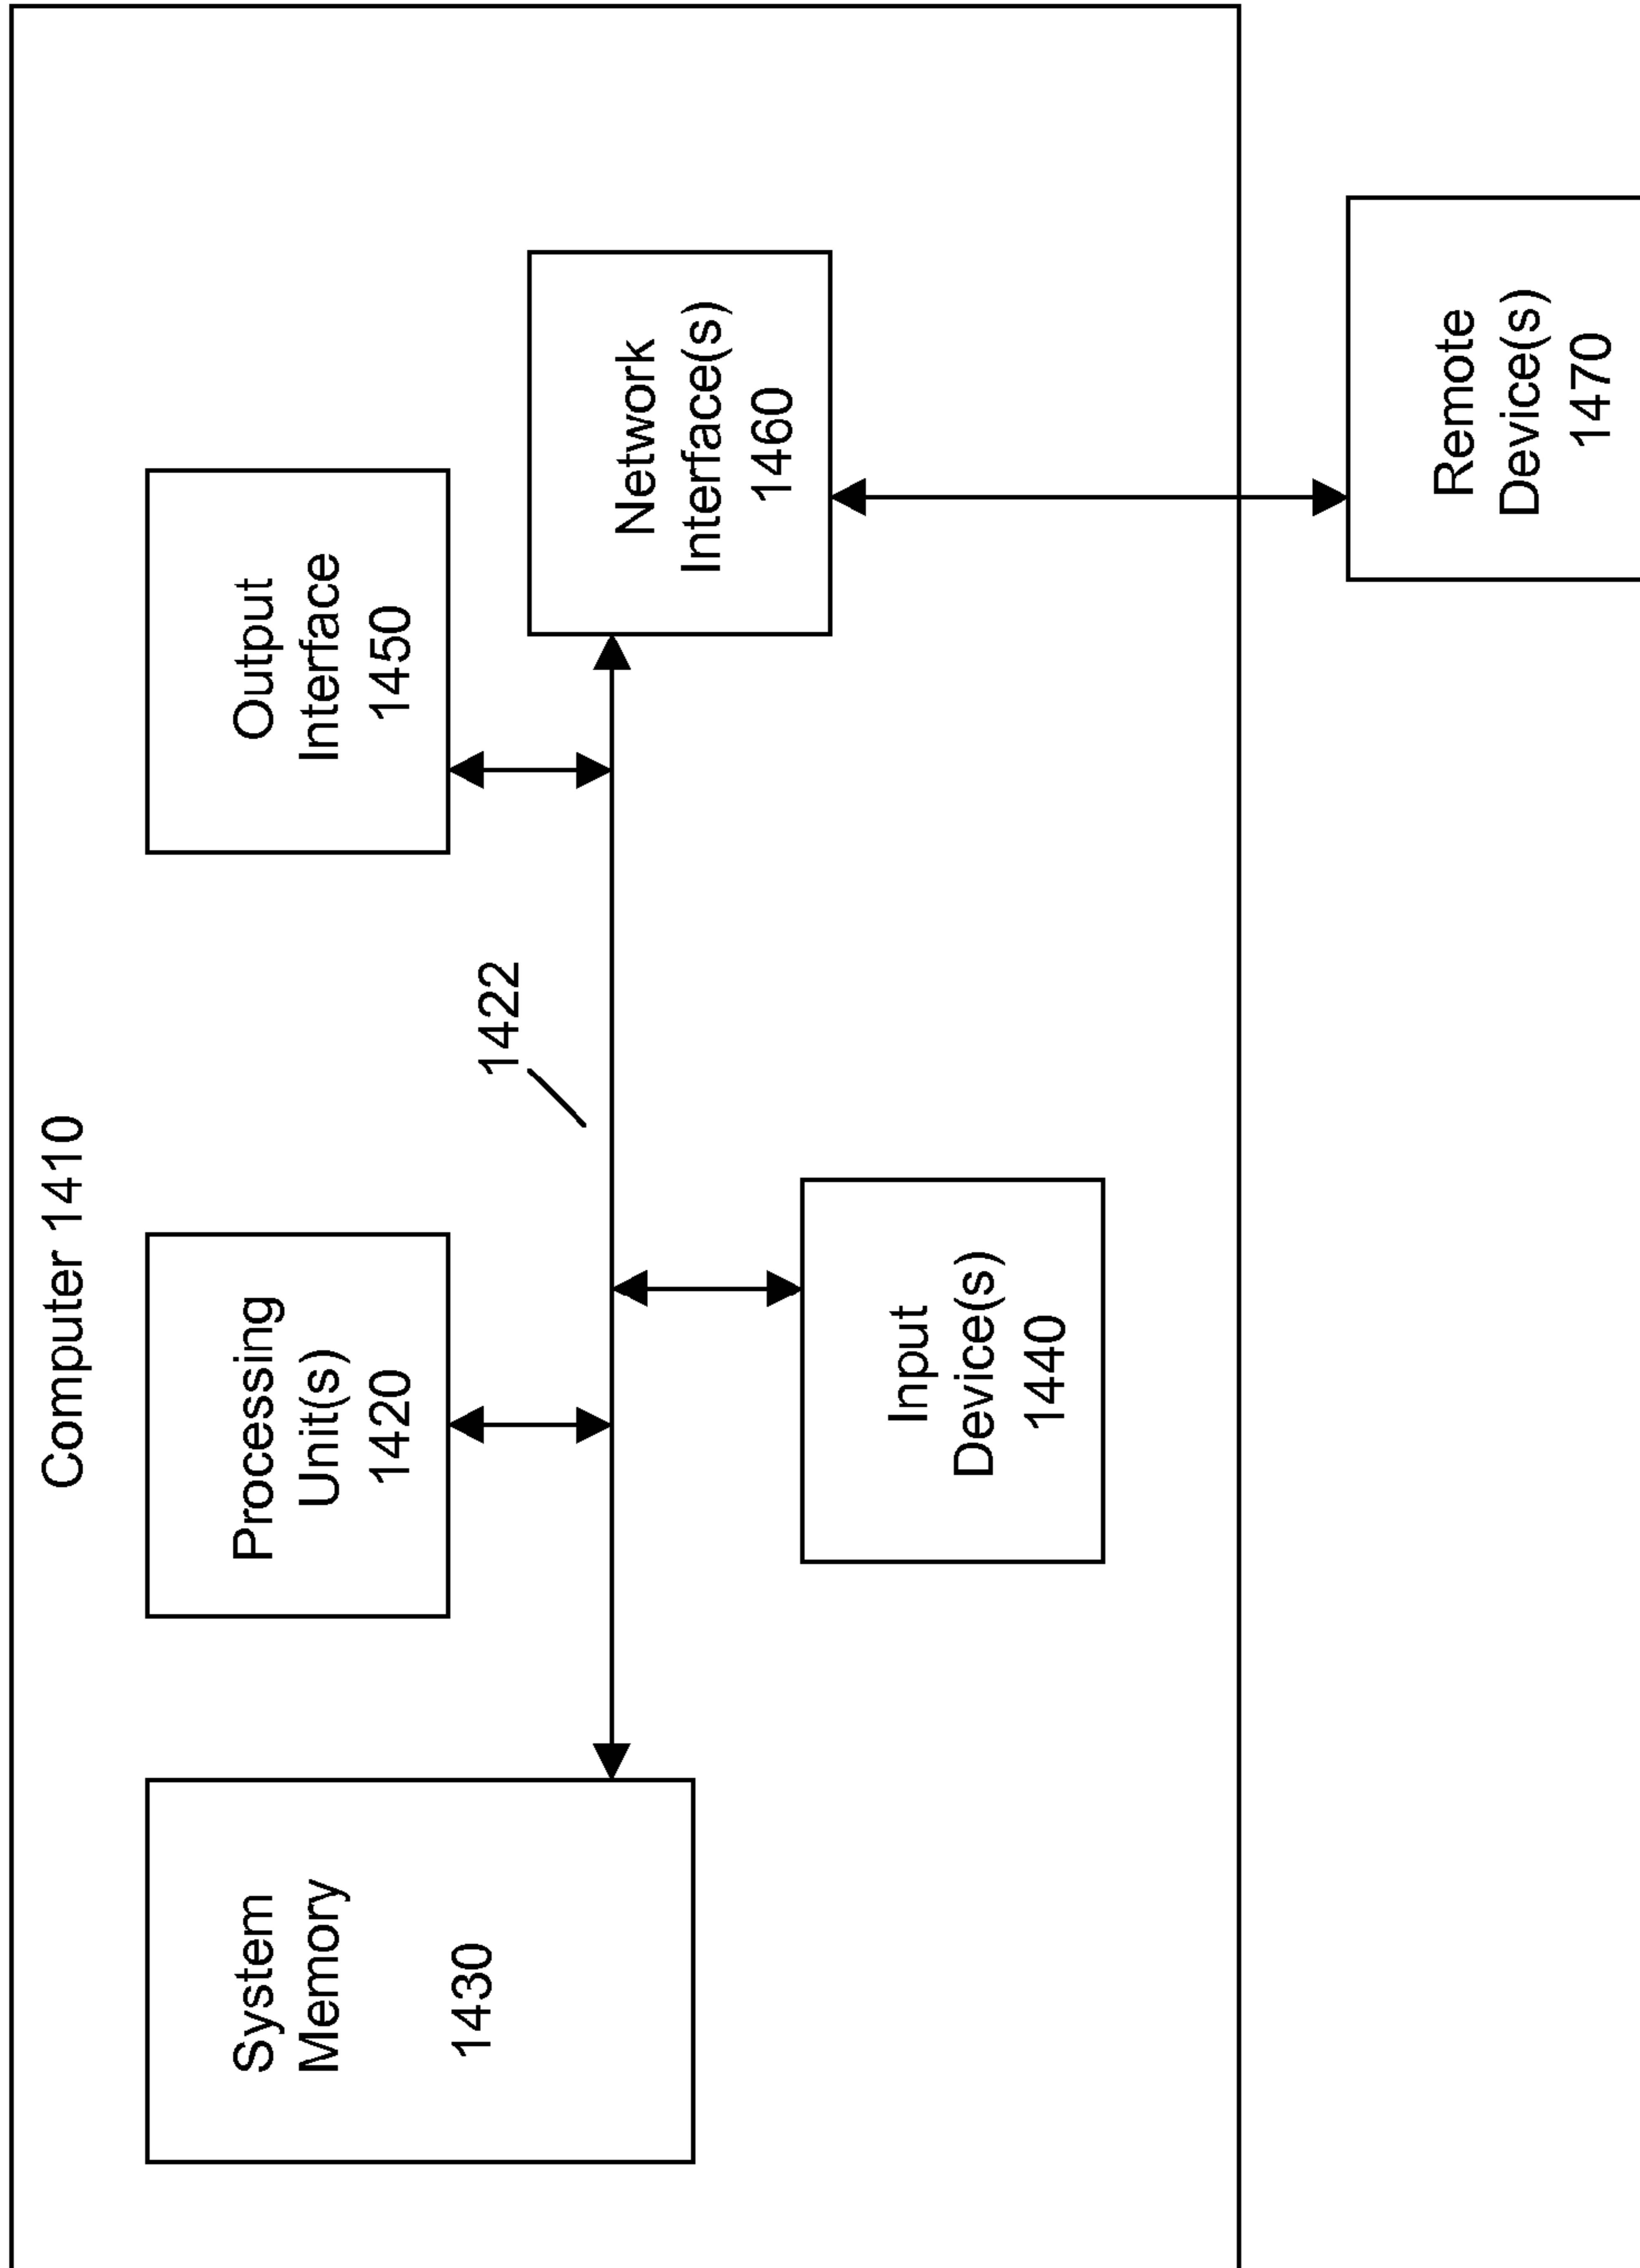 Computer 1410
System
Memory
1430
Processing
Unit(s)
1420
Output
Interface
1450
1422
Network
Interface(s)
1460
Input
Device(s)
1440
Remote
Device(s)
1470